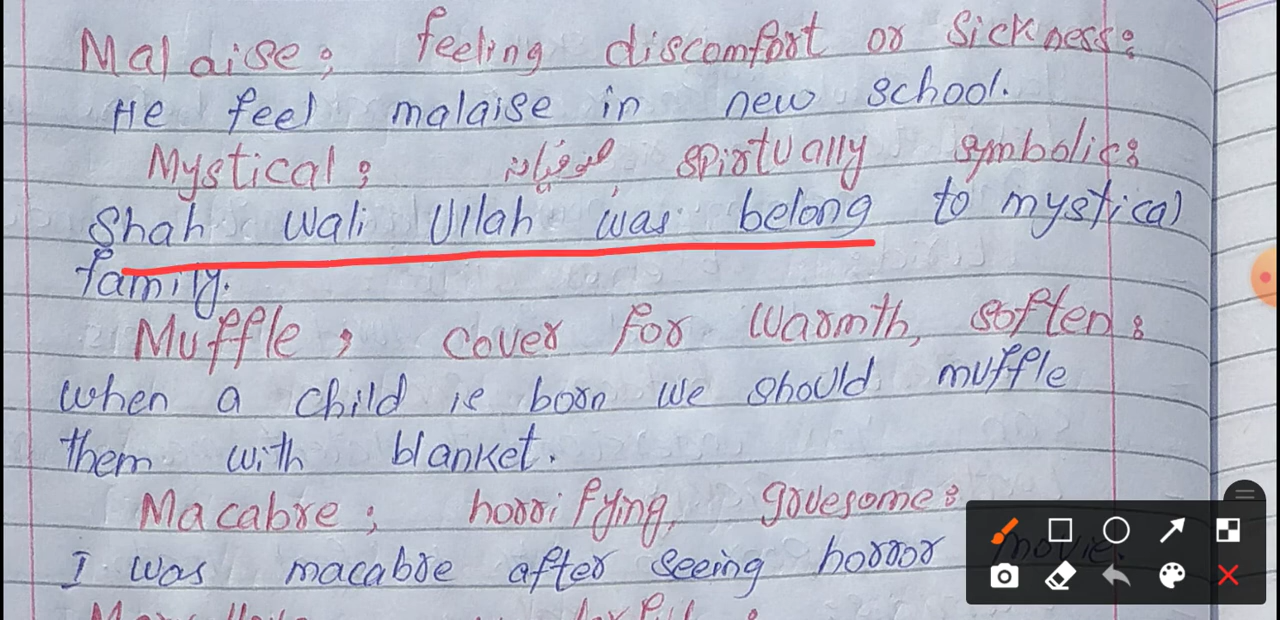 Malaise; feeling discomfort or Sickness:
He feel malaise in new school.
Mystical; صوفیانہ spirtually symbolic:
Shah Wali Ullah was belong to mystical
family.
Muffle; cover for warmth, soften:
when a child is born we should muffle
them with blanket.
Macabre; horrifying, gruesome:
I was macabre after seeing horror movie.